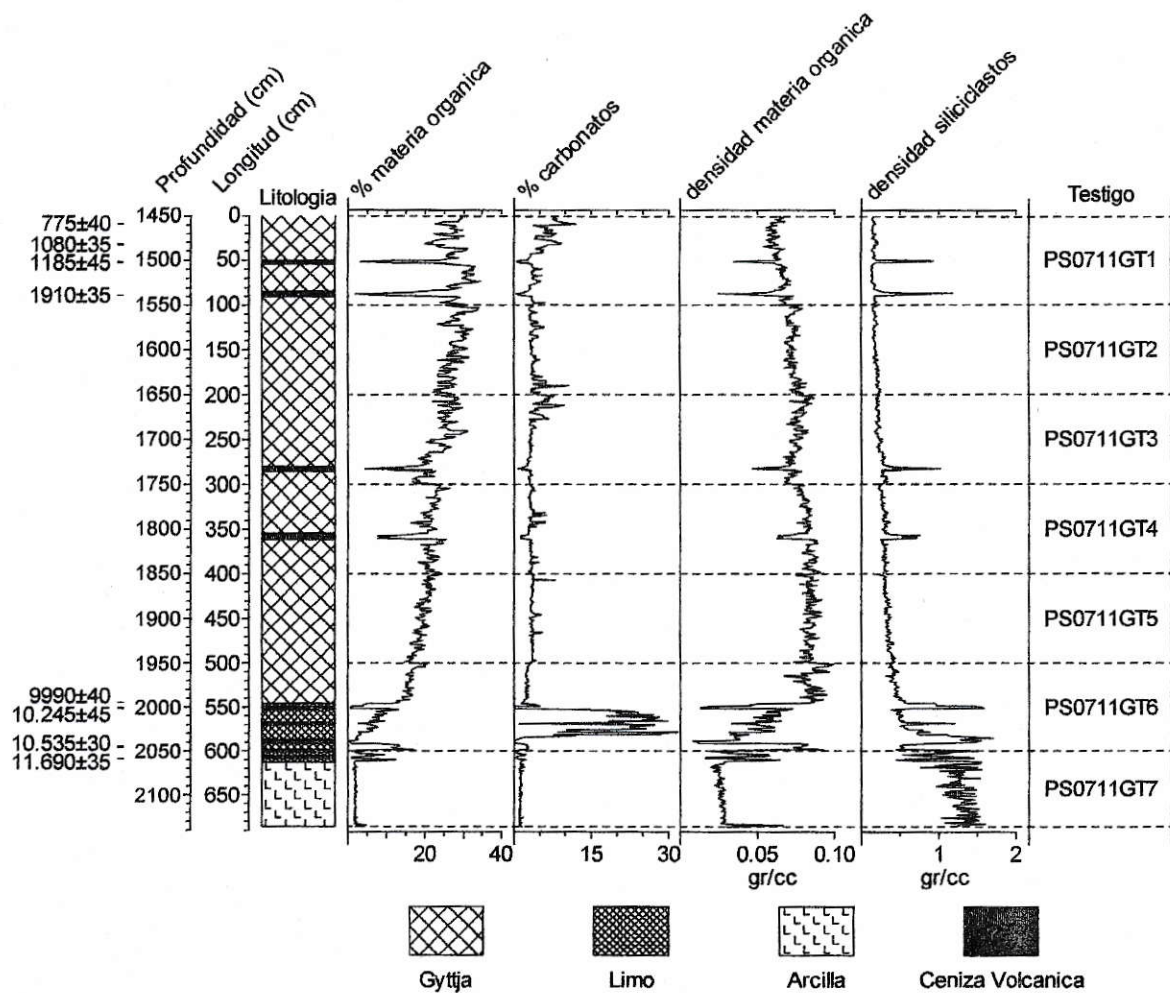 Profundidad (cm)
Longitud (cm)
Litologia
% materia organica
% carbonatos
densidad materia organica
densidad siliciclastos
Testigo
775±40
1080±35
1185±45
1910±35
9990±40
10.245±45
10.535±30
11.690±35
1450
1500
1550
1600
1650
1700
1750
1800
1850
1900
1950
2000
2050
2100
0
50
100
150
200
250
300
350
400
450
500
550
600
650
PS0711GT1
PS0711GT2
PS0711GT3
PS0711GT4
PS0711GT5
PS0711GT6
PS0711GT7
20 40 15 30 0.05 0.10 1 2
gr/cc gr/cc
Gyttja Limo Arcilla Ceniza Volcanica